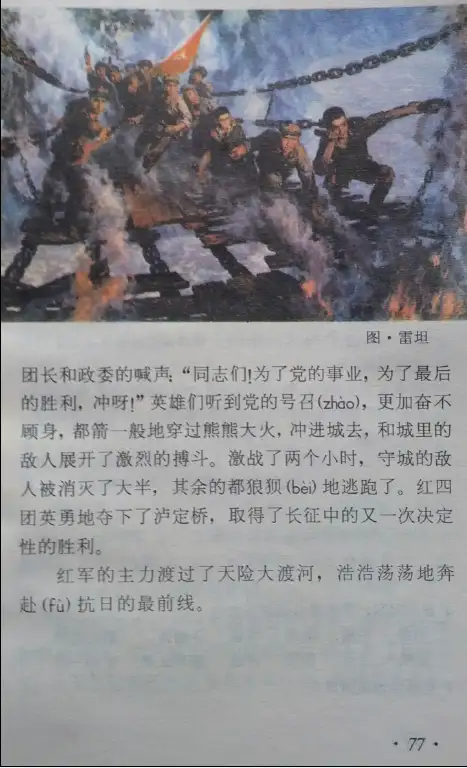 图·雷坦
团长和政委的喊声：“同志们！为了党的事业，为了最后
的胜利，冲呀！”英雄们听到党的号召(zhào)，更加奋不
顾身，都箭一般地穿过熊熊大火，冲进城去，和城里的
敌人展开了激烈的搏斗。激战了两个小时，守城的敌
人被消灭了大半，其余的都狼狈(bèi)地逃跑了。红四
团英勇地夺下了泸定桥，取得了长征中的又一次决定
性的胜利。
红军的主力渡过了天险大渡河，浩浩荡荡地奔
赴(fù)抗日的最前线。
·77·